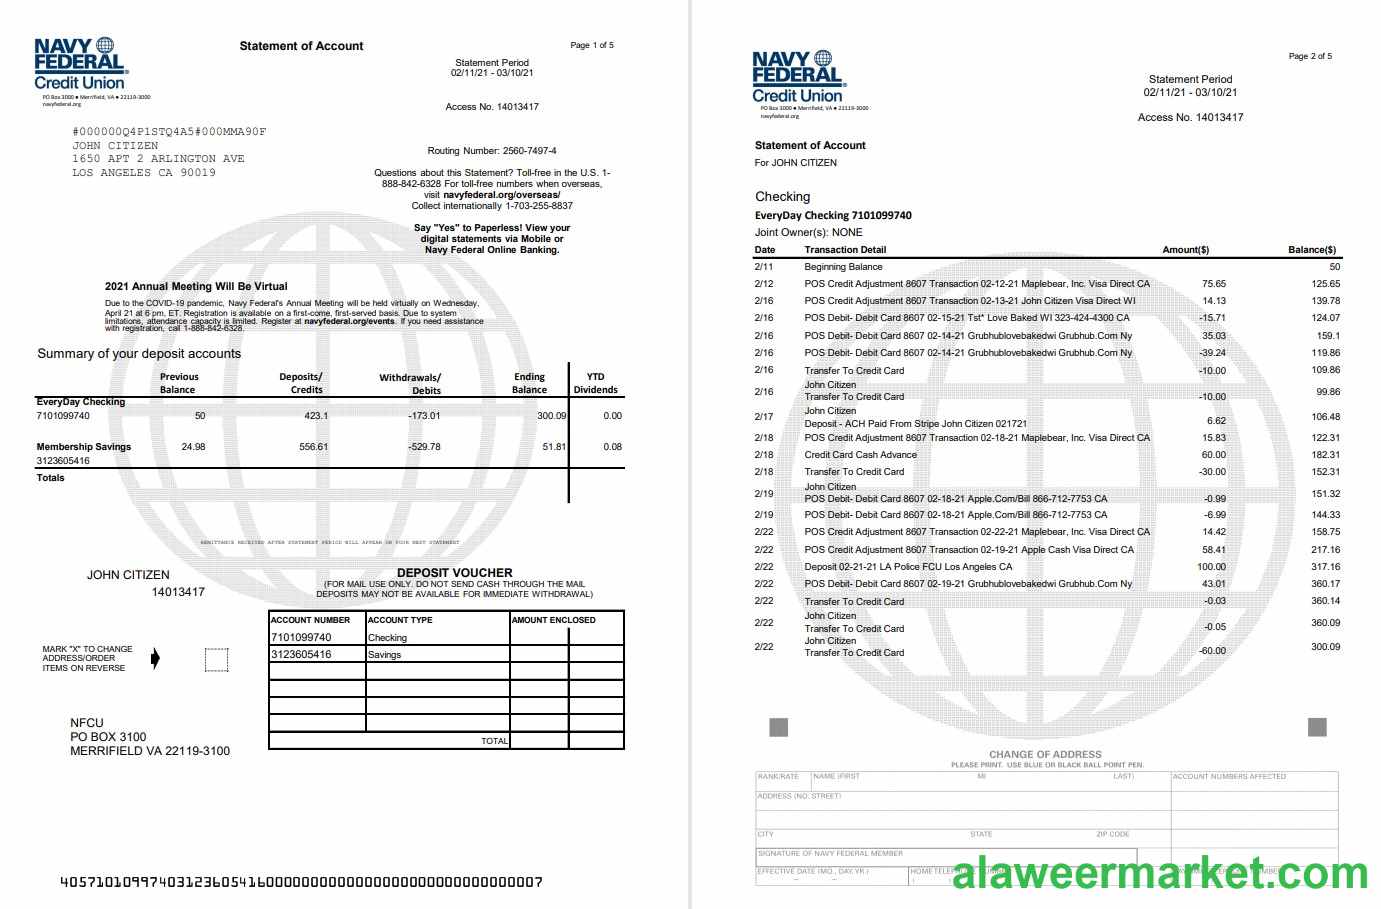 NAVY
FEDERAL
Credit Union
PO Box 3000 ● Merrifield, VA ● 22119-3000
navyfederal.org
Statement of Account
Page 1 of 5
Statement Period
02/11/21 - 03/10/21
Access No. 14013417
#000000Q4P1STQ4A5#000MMA90F
JOHN CITIZEN
1650 APT 2 ARLINGTON AVE
LOS ANGELES CA 90019
Routing Number: 2560-7497-4
Questions about this Statement? Toll-free in the U.S. 1-
888-842-6328 For toll-free numbers when overseas,
visit navyfederal.org/overseas/
Collect internationally 1-703-255-8837
Say "Yes" to Paperless! View your
digital statements via Mobile or
Navy Federal Online Banking.
2021 Annual Meeting Will Be Virtual
Due to the COVID-19 pandemic, Navy Federal's Annual Meeting will be held virtually on Wednesday,
April 21 at 6 pm, ET. Registration is available on a first-come, first-served basis. Due to system
limitations, attendance capacity is limited. Register at navyfederal.org/events. If you need assistance
with registration, call 1-888-842-6328.
Summary of your deposit accounts
Previous Balance Deposits/ Credits Withdrawals/ Debits Ending Balance YTD Dividends
EveryDay Checking
7101099740 50 423.1 -173.01 300.09 0.00
Membership Savings 24.98 556.61 -529.78 51.81 0.08
3123605416
Totals
REMITTANCE RECEIVED AFTER STATEMENT PERIOD WILL APPEAR ON YOUR NEXT STATEMENT
JOHN CITIZEN
14013417
DEPOSIT VOUCHER
(FOR MAIL USE ONLY. DO NOT SEND CASH THROUGH THE MAIL
DEPOSITS MAY NOT BE AVAILABLE FOR IMMEDIATE WITHDRAWAL)
ACCOUNT NUMBER ACCOUNT TYPE AMOUNT ENCLOSED
7101099740 Checking
3123605416 Savings
TOTAL
MARK "X" TO CHANGE
ADDRESS/ORDER
ITEMS ON REVERSE
NFCU
PO BOX 3100
MERRIFIELD VA 22119-3100
NAVY
FEDERAL
Credit Union
PO Box 3000 ● Merrifield, VA ● 22119-3000
navyfederal.org
Page 2 of 5
Statement Period
02/11/21 - 03/10/21
Access No. 14013417
Statement of Account
For JOHN CITIZEN
Checking
EveryDay Checking 7101099740
Joint Owner(s): NONE
Date Transaction Detail Amount($) Balance($)
2/11 Beginning Balance 50
2/12 POS Credit Adjustment 8607 Transaction 02-12-21 Maplebear, Inc. Visa Direct CA 75.65 125.65
2/16 POS Credit Adjustment 8607 Transaction 02-13-21 John Citizen Visa Direct WI 14.13 139.78
2/16 POS Debit- Debit Card 8607 02-15-21 Tst* Love Baked WI 323-424-4300 CA -15.71 124.07
2/16 POS Debit- Debit Card 8607 02-14-21 Grubhublovebakedwi Grubhub.Com Ny 35.03 159.1
2/16 POS Debit- Debit Card 8607 02-14-21 Grubhublovebakedwi Grubhub.Com Ny -39.24 119.86
2/16 Transfer To Credit Card -10.00 109.86
John Citizen
2/16 Transfer To Credit Card -10.00 99.86
John Citizen
2/17 Deposit - ACH Paid From Stripe John Citizen 021721 6.62 106.48
2/18 POS Credit Adjustment 8607 Transaction 02-18-21 Maplebear, Inc. Visa Direct CA 15.83 122.31
2/18 Credit Card Cash Advance 60.00 182.31
2/18 Transfer To Credit Card -30.00 152.31
John Citizen
2/19 POS Debit- Debit Card 8607 02-18-21 Apple.Com/Bill 866-712-7753 CA -0.99 151.32
2/19 POS Debit- Debit Card 8607 02-18-21 Apple.Com/Bill 866-712-7753 CA -6.99 144.33
2/22 POS Credit Adjustment 8607 Transaction 02-22-21 Maplebear, Inc. Visa Direct CA 14.42 158.75
2/22 POS Credit Adjustment 8607 Transaction 02-19-21 Apple Cash Visa Direct CA 58.41 217.16
2/22 Deposit 02-21-21 LA Police FCU Los Angeles CA 100.00 317.16
2/22 POS Debit- Debit Card 8607 02-19-21 Grubhublovebakedwi Grubhub.Com Ny 43.01 360.17
2/22 Transfer To Credit Card -0.03 360.14
John Citizen
2/22 Transfer To Credit Card -0.05 360.09
John Citizen
2/22 Transfer To Credit Card -60.00 300.09
CHANGE OF ADDRESS
PLEASE PRINT. USE BLUE OR BLACK BALL POINT PEN.
RANK/RATE NAME (FIRST MI LAST) ACCOUNT NUMBERS AFFECTED
ADDRESS (NO. STREET)
CITY STATE ZIP CODE
SIGNATURE OF NAVY FEDERAL MEMBER
EFFECTIVE DATE (MO., DAY, YR.) HOME TELEPHONE
alaweermarket.com